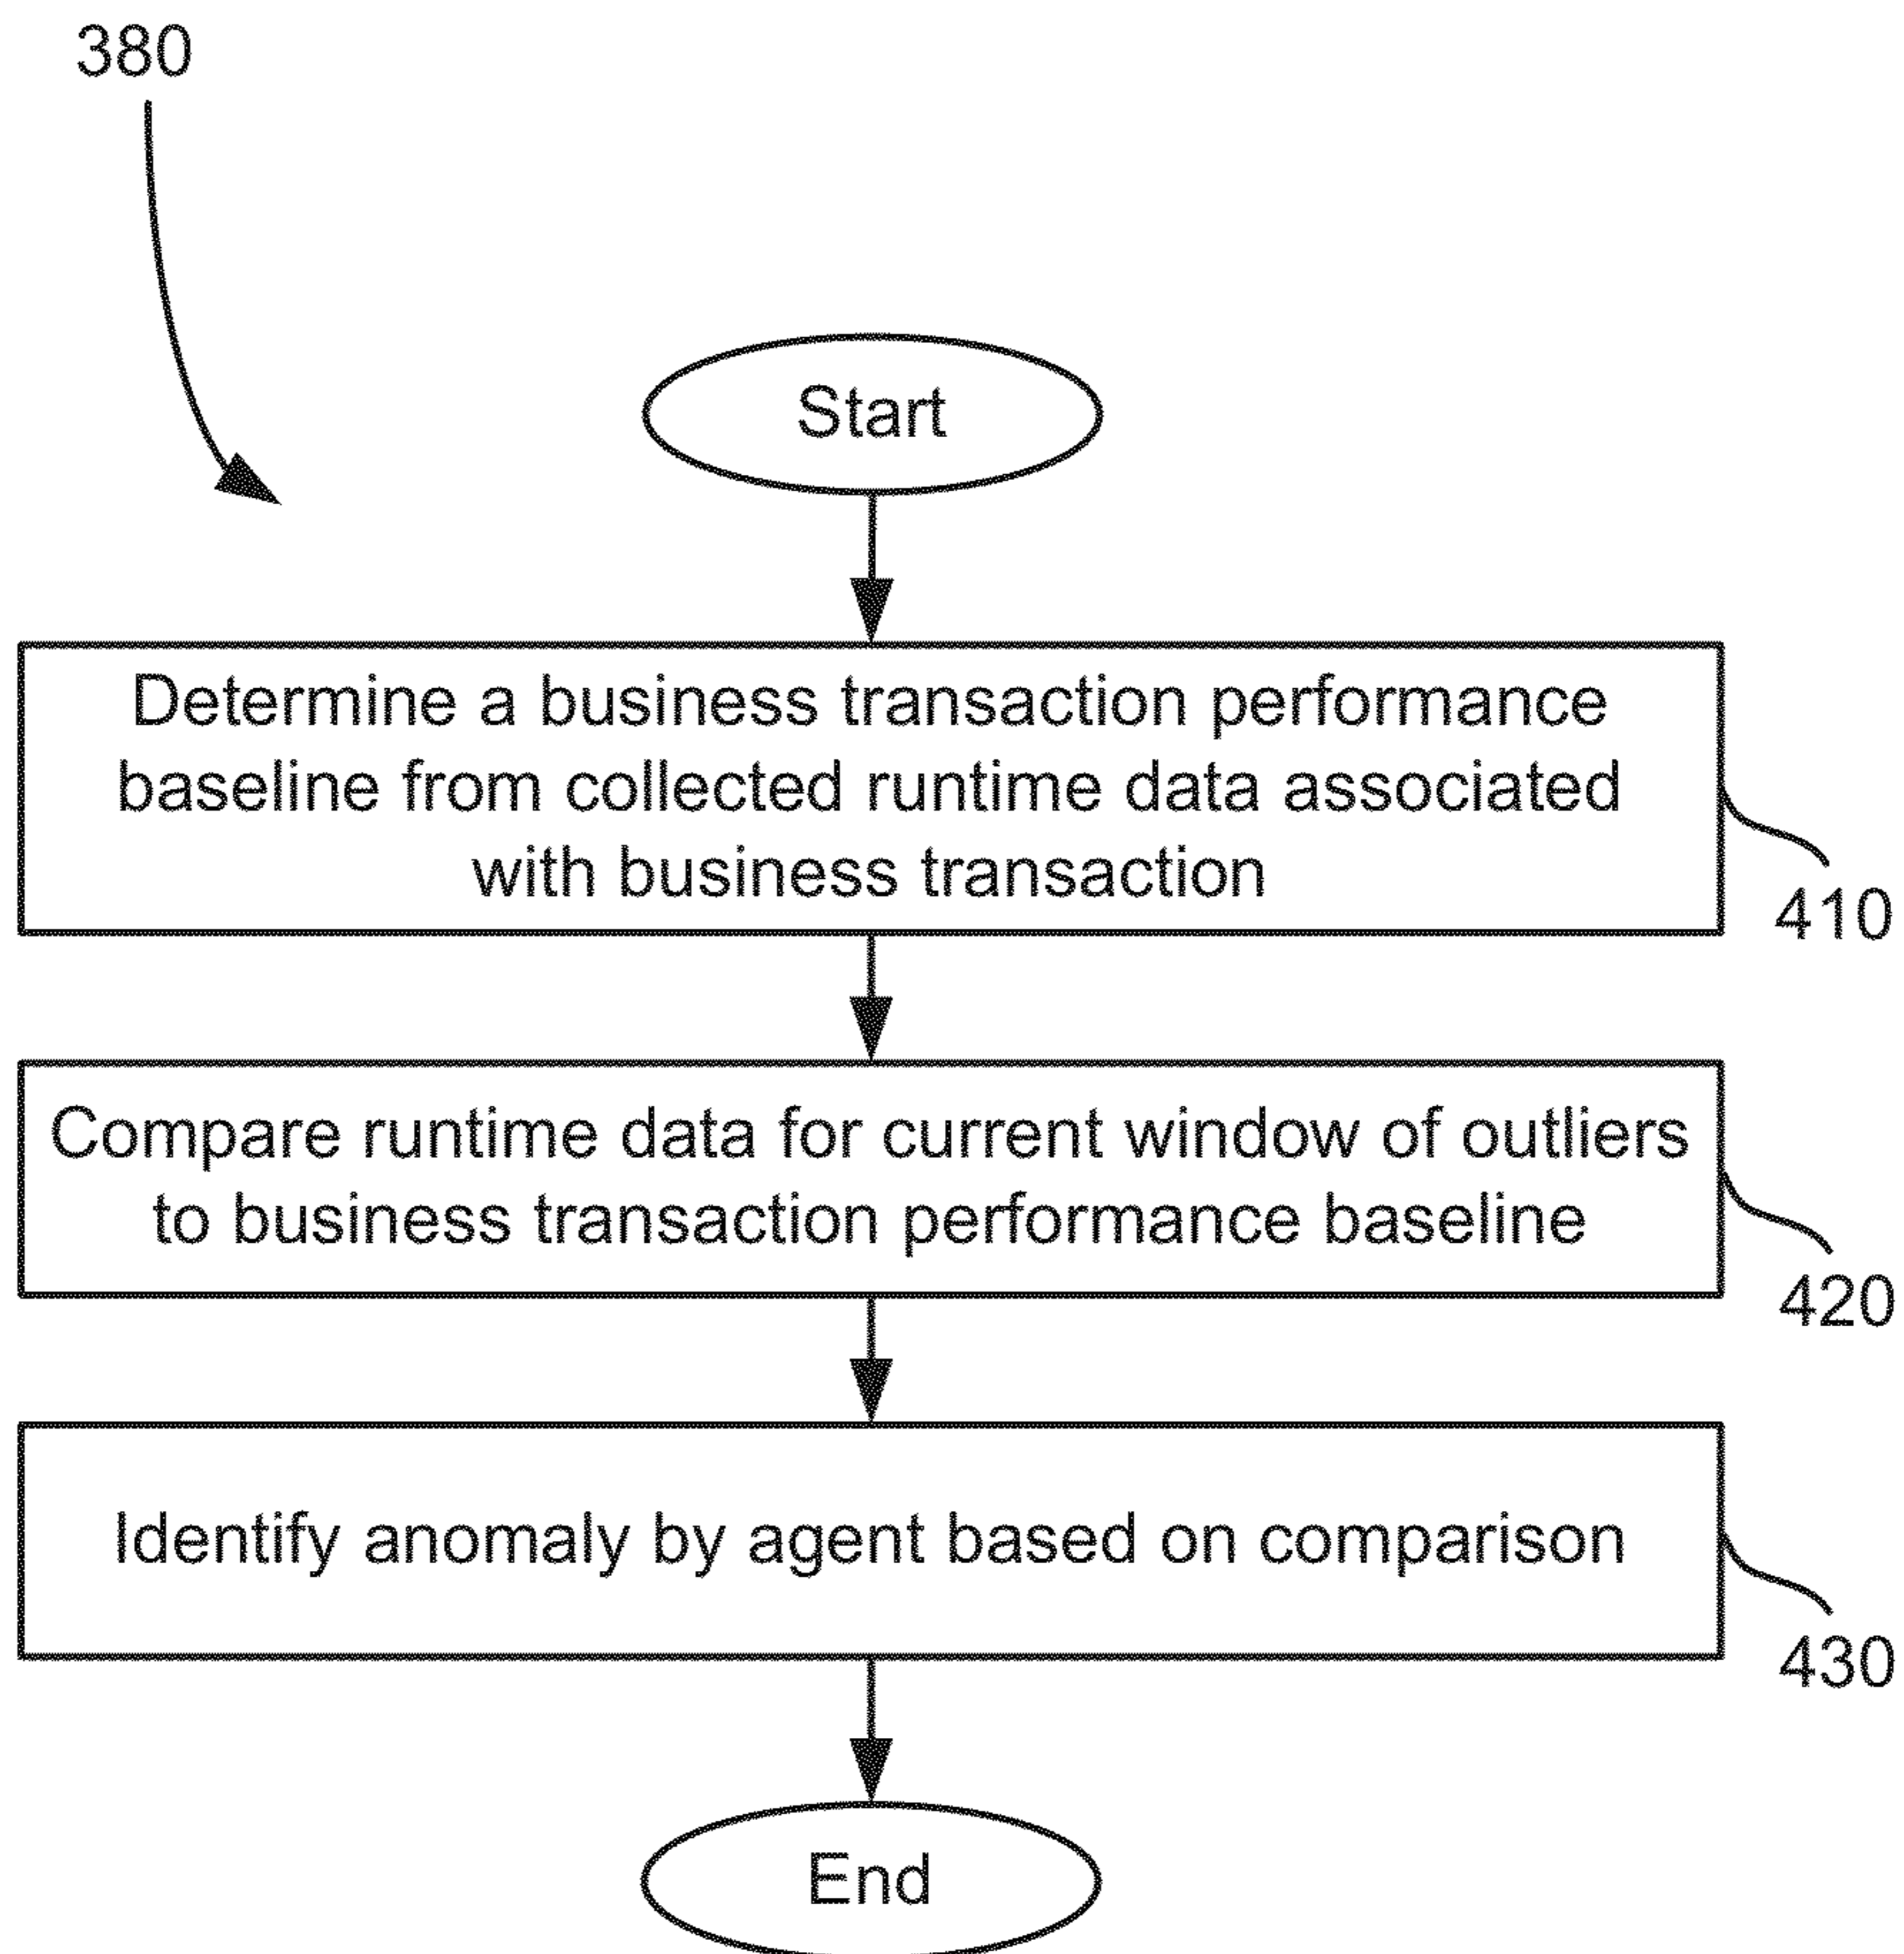 380
Start
Determine a business transaction performance
baseline from collected runtime data associated
with business transaction
410
Compare runtime data for current window of outliers
to business transaction performance baseline
420
Identify anomaly by agent based on comparison
430
End